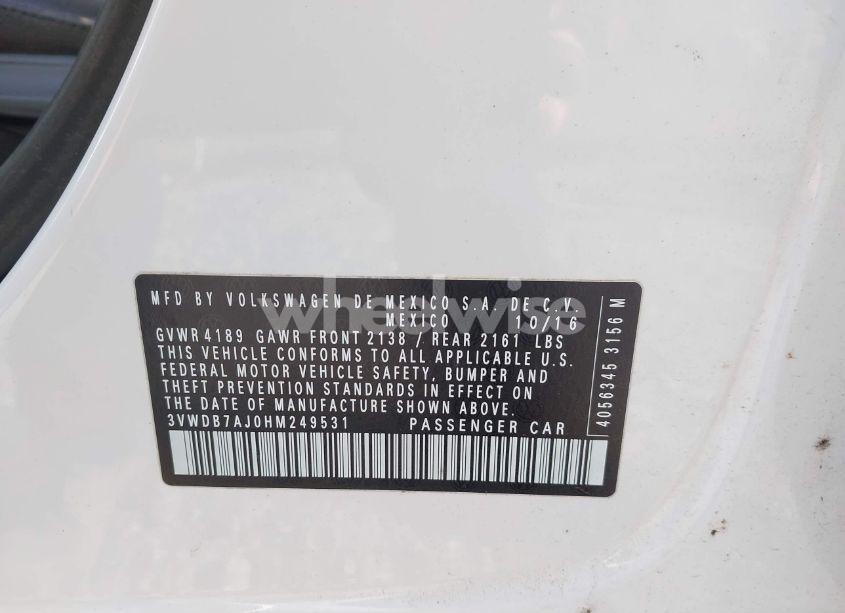 MFD BY VOLKSWAGEN DE MEXICO S.A. DE C.V.
MEXICO 10/16
GVWR 4189 GAWR FRONT 2138 / REAR 2161 LBS
THIS VEHICLE CONFORMS TO ALL APPLICABLE U.S.
FEDERAL MOTOR VEHICLE SAFETY, BUMPER AND
THEFT PREVENTION STANDARDS IN EFFECT ON
THE DATE OF MANUFACTURE SHOWN ABOVE.
3VWDB7AJ0HM249531 PASSENGER CAR
4056345 3156 M
wheelwise